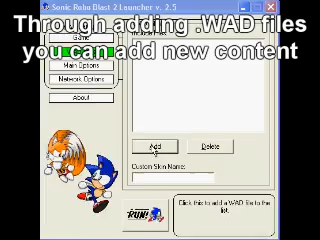 Sonic Robo Blast 2 Launcher v. 2.5
Through adding .WAD files
you can add new content
Main Options
Network Options
About
Add
Delete
Custom Skin Name:
RUN!
Click this to add a WAD file to the
list.